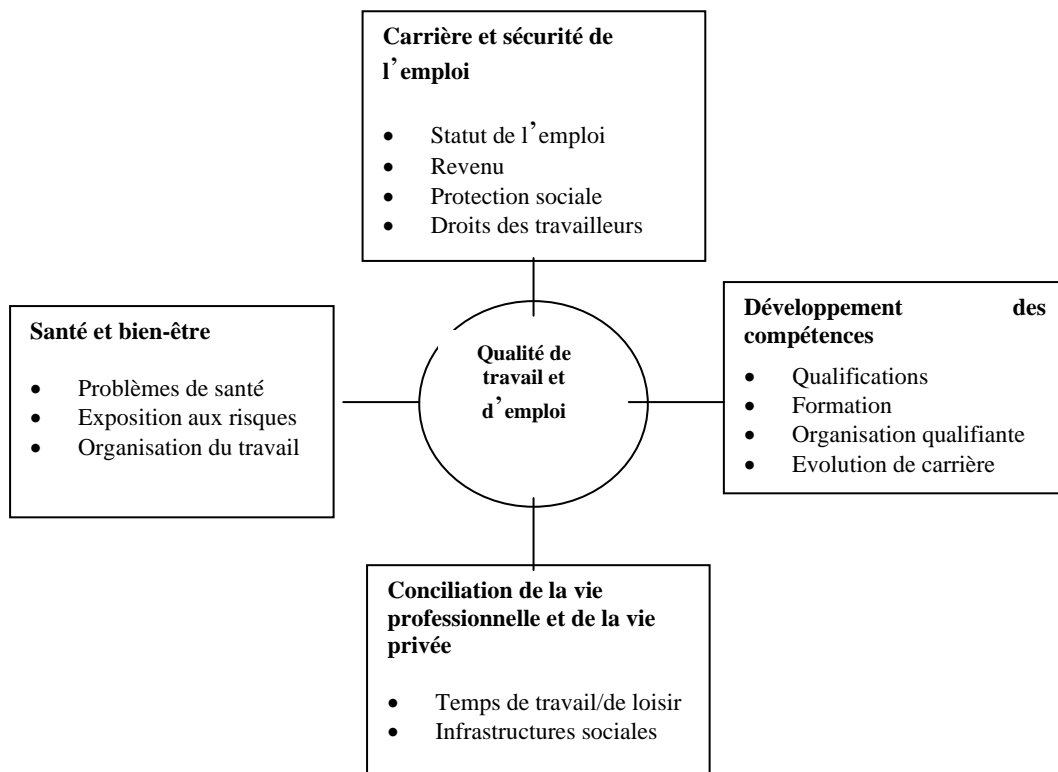 Carrière et sécurité de
l’emploi
• Statut de l’emploi
• Revenu
• Protection sociale
• Droits des travailleurs
Santé et bien-être
• Problèmes de santé
• Exposition aux risques
• Organisation du travail
Qualité de
travail et
d’emploi
Développement des
compétences
• Qualifications
• Formation
• Organisation qualifiante
• Evolution de carrière
Conciliation de la vie
professionnelle et de la vie
privée
• Temps de travail/de loisir
• Infrastructures sociales